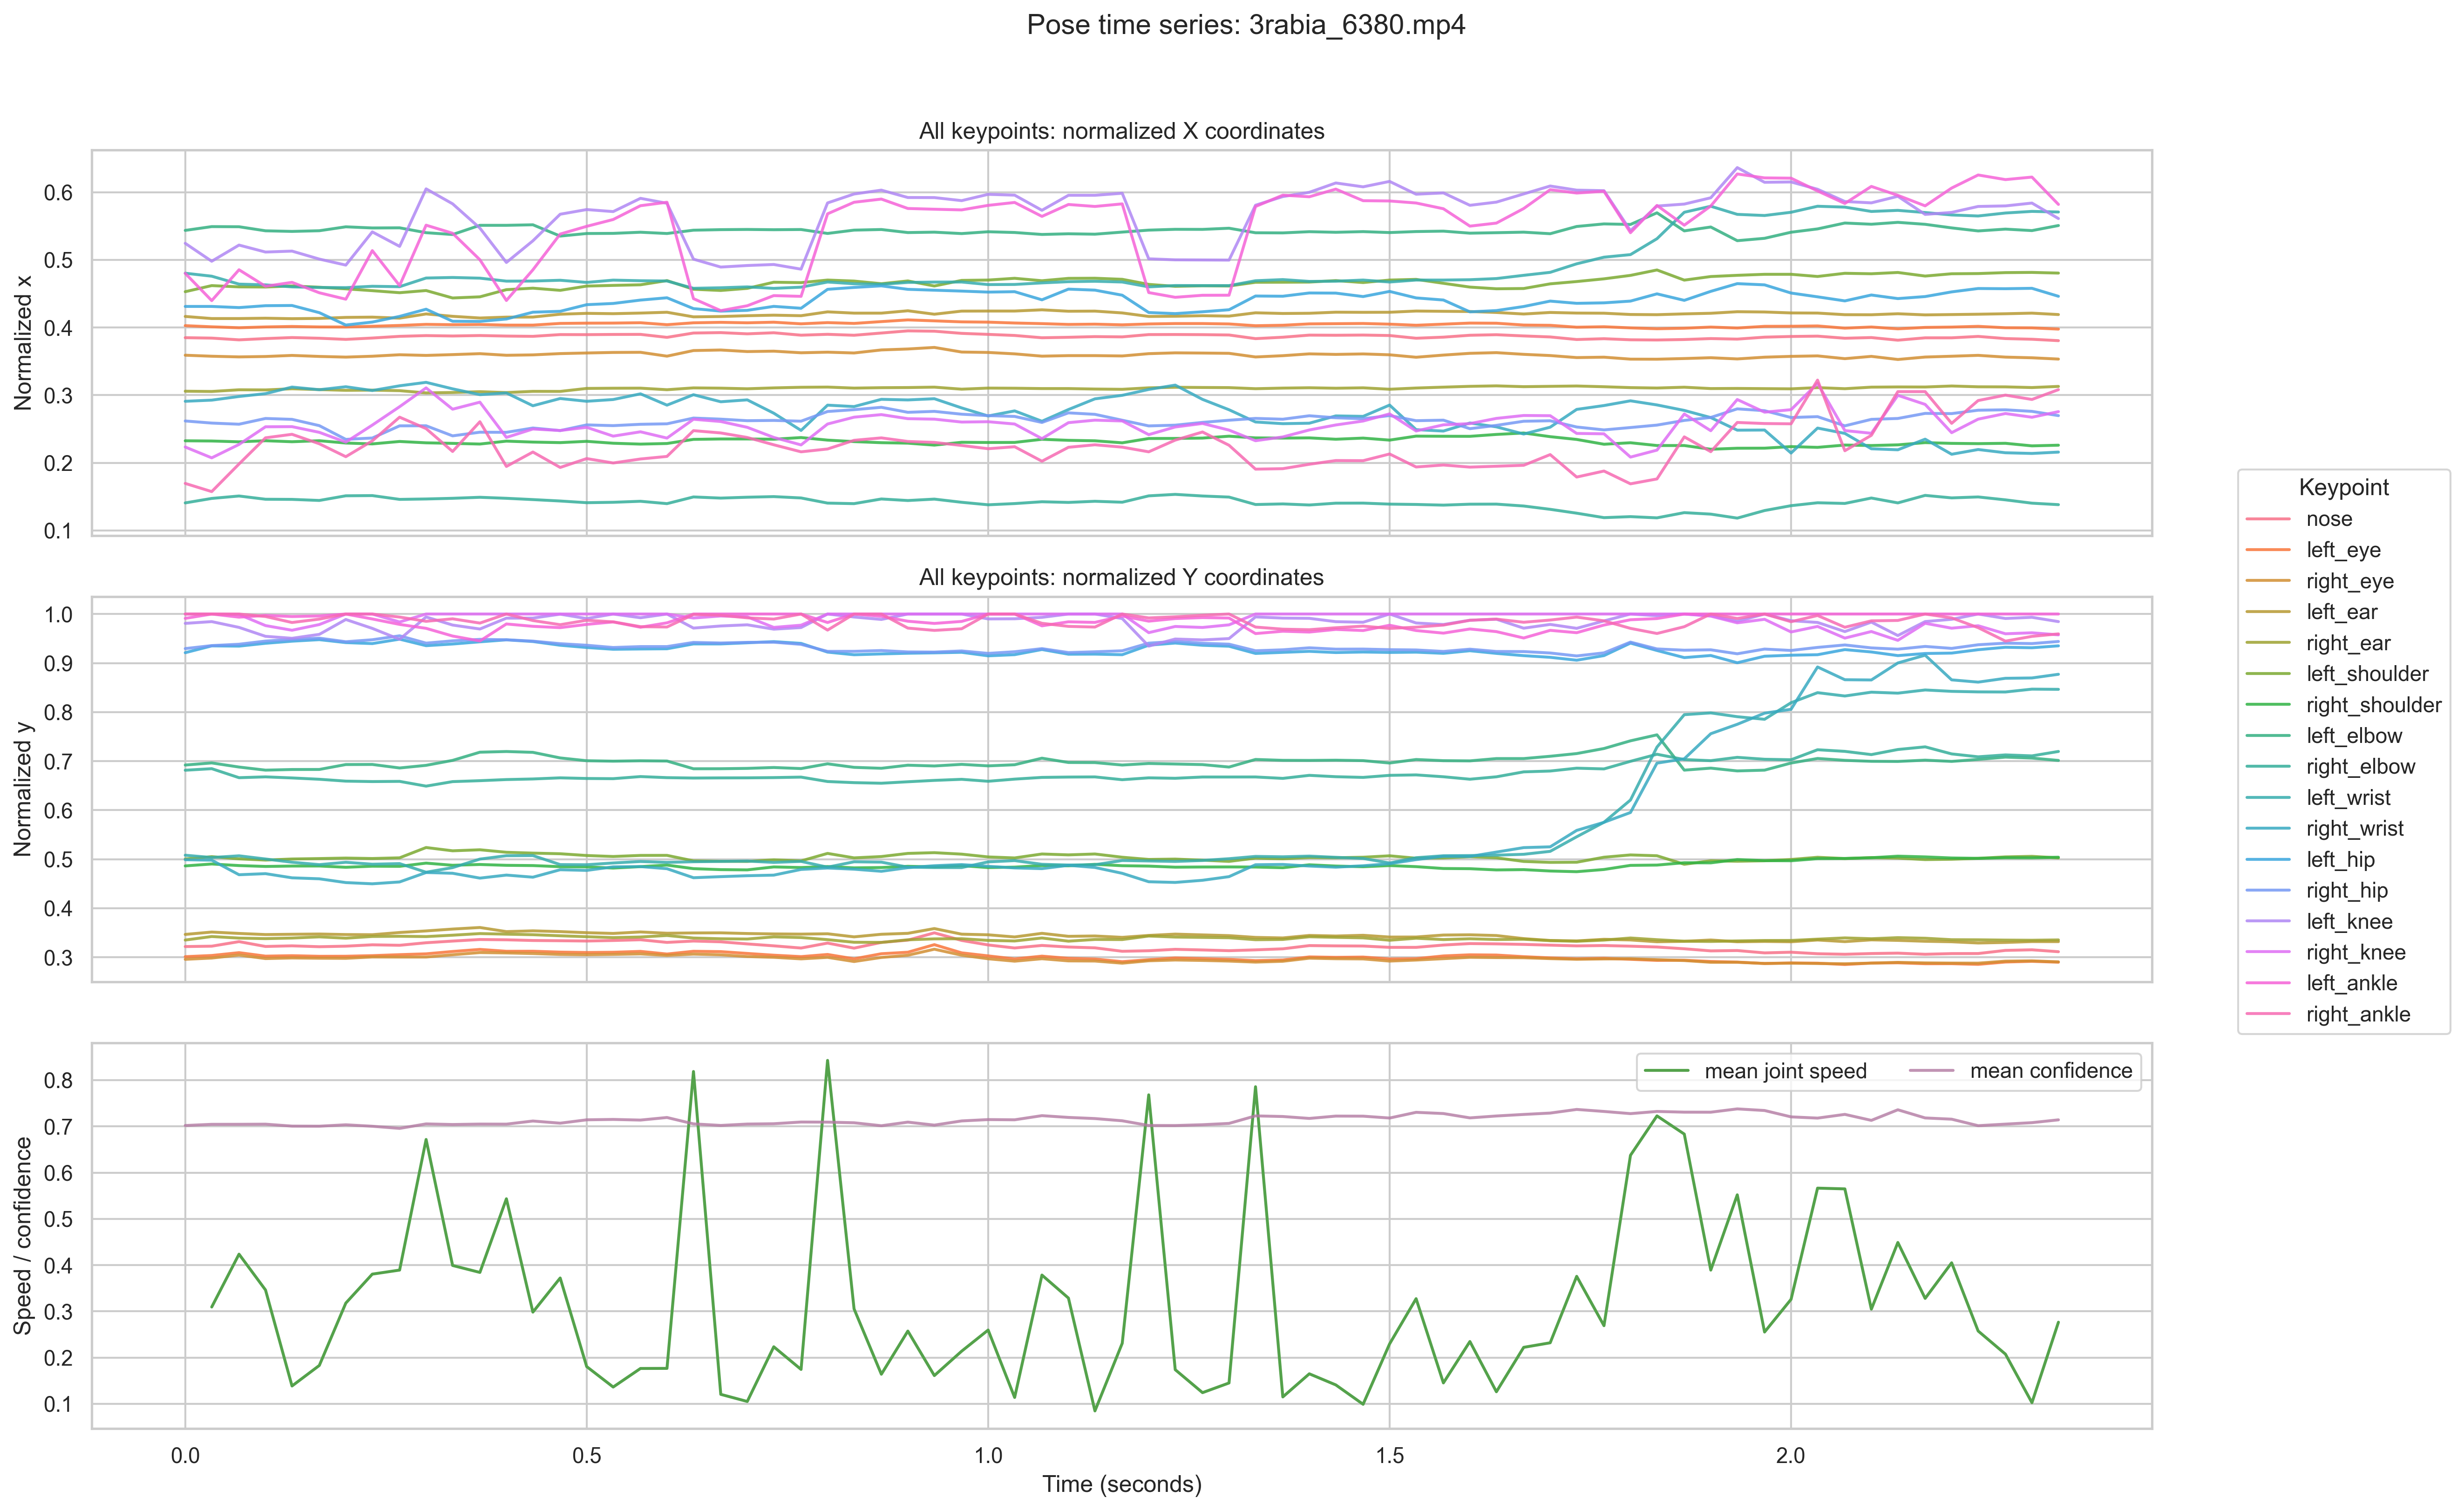 Pose time series: 3rabia_6380.mp4
All keypoints: normalized X coordinates
Normalized x
0.6
0.5
0.4
0.3
0.2
0.1
All keypoints: normalized Y coordinates
Normalized y
1.0
0.9
0.8
0.7
0.6
0.5
0.4
0.3
Keypoint
nose
left_eye
right_eye
left_ear
right_ear
left_shoulder
right_shoulder
left_elbow
right_elbow
left_wrist
right_wrist
left_hip
right_hip
left_knee
right_knee
left_ankle
right_ankle
mean joint speed mean confidence
Speed / confidence
0.8
0.7
0.6
0.5
0.4
0.3
0.2
0.1
0.0 0.5 1.0 1.5 2.0
Time (seconds)